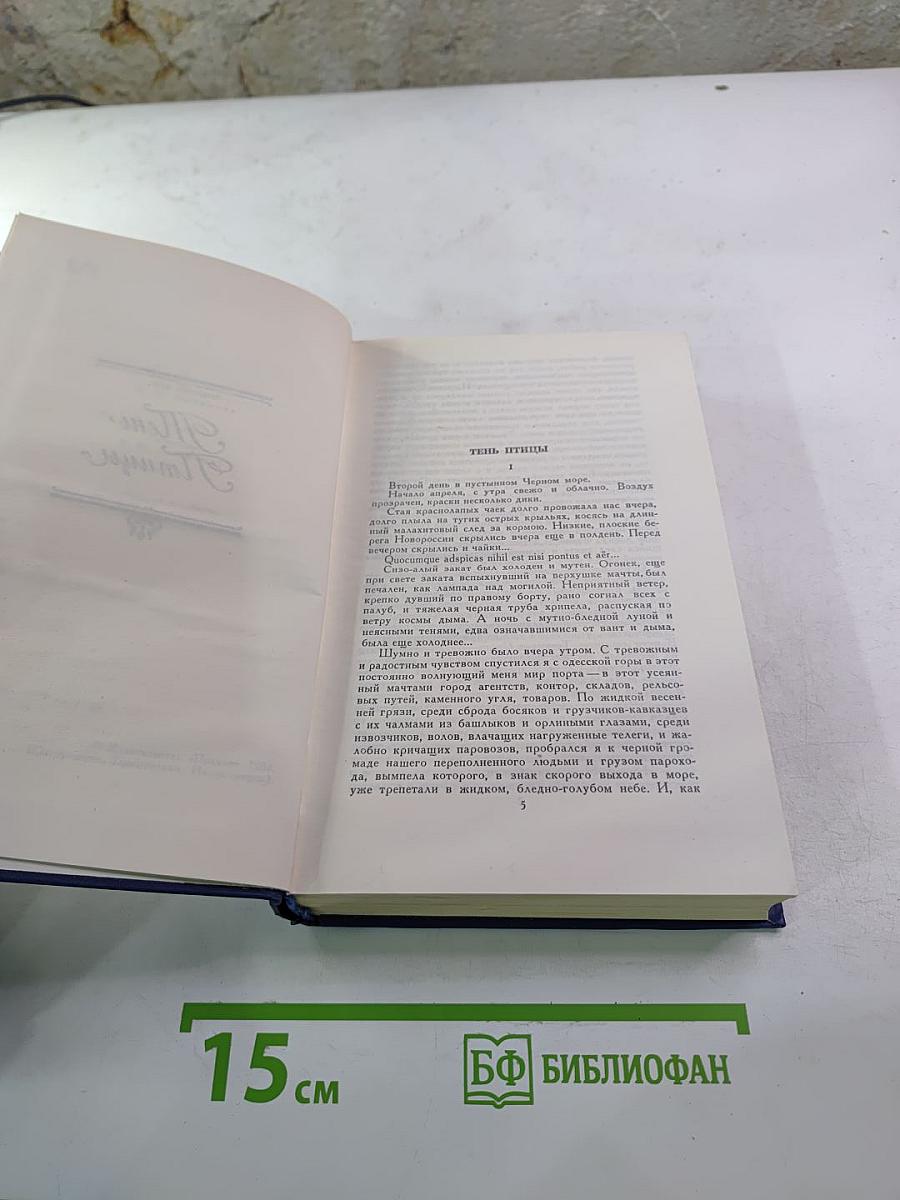 ТЕНЬ ПТИЦЫ
I
Второй день в пустынном Черном море.
Начало апреля, с утра свежо и облачно. Воздух
прозрачен, краски несколько дики.
Стая краснолапых чаек долго провожала нас вчера,
долго плыла на тугих острых крыльях, косясь на длин-
ный малахитовый след за кормою. Низкие, плоские бе-
рега Новороссии скрылись вчера еще в полдень. Перед
вечером скрылись и чайки...
Quocumque adspicas nihil est nisi pontus et aër...
Сизо-алый закат был холоден и мутен. Огонек, еще
при свете заката вспыхнувший на верхушке мачты, был
печален, как лампада над могилой. Неприятный ветер,
крепко дувший по правому борту, рано согнал всех с
палуб, и тяжелая черная труба хрипела, распуская по
ветру космы дыма. А ночь с мутно-бледной луной и
неясными тенями, едва означавшимися от вант и дыма,
была еще холоднее...
Шумно и тревожно было вчера утром. С тревожным
и радостным чувством спустился я с одесской горы в этот
постоянно волнующий меня мир порта — в этот усеян-
ный мачтами город агентств, контор, складов, рельсо-
вых путей, каменного угля, товаров. По жидкой весен-
ней грязи, среди сброда босяков и грузчиков-кавказцев
с их чалмами из башлыков и орлиными глазами, среди
извозчиков, волов, влачащих нагруженные телеги, и жа-
лобно кричащих паровозов, пробрался я к черной гро-
маде нашего переполненного людьми и грузом парохо-
да, вымпела которого, в знак скорого выхода в море,
уже трепетали в жидком, бледно-голубом небе. И, как
5
Тень
Птицы
15 см
БФ БИБЛИОФАН